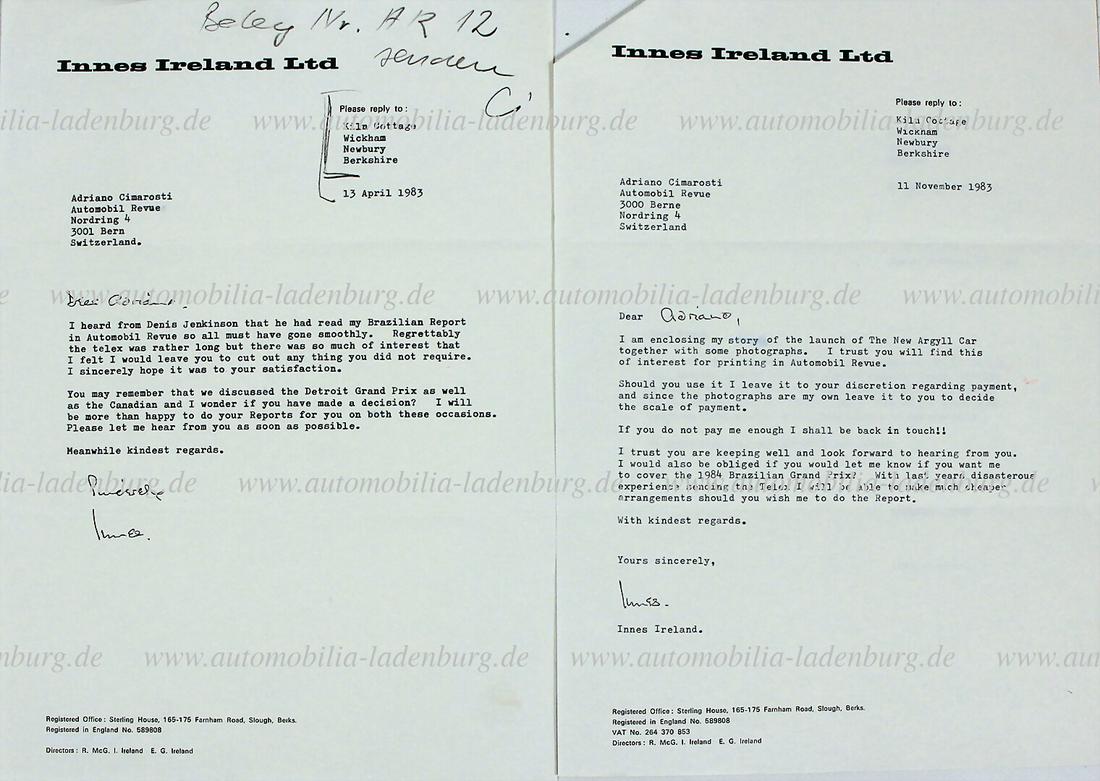 Beleg Nr. AR 12
senden
Innes Ireland Ltd
Please reply to:
Kiln Cottage
Wickham
Newbury
Berkshire
13 April 1983
Adriano Cimarosti
Automobil Revue
Nordring 4
3001 Bern
Switzerland.
Dear Adriano.
I heard from Denis Jenkinson that he had read my Brazilian Report
in Automobil Revue so all must have gone smoothly. Regrettably
the telex was rather long but there was so much of interest that
I felt I would leave you to cut out any thing you did not require.
I sincerely hope it was to your satisfaction.
You may remember that we discussed the Detroit Grand Prix as well
as the Canadian and I wonder if you have made a decision? I will
be more than happy to do your Reports for you on both these occasions.
Please let me hear from you as soon as possible.
Meanwhile kindest regards.
Sincerely
Innes.
Registered Office: Sterling House, 165-175 Farnham Road, Slough, Berks.
Registered in England No. 589808
Directors: R. McG. I. Ireland E. G. Ireland
Innes Ireland Ltd
Please reply to:
Kiln Cottage
Wickham
Newbury
Berkshire
11 November 1983
Adriano Cimarosti
Automobil Revue
3000 Berne
Nordring 4
Switzerland
Dear Adriano,
I am enclosing my story of the launch of The New Argyll Car
together with some photographs. I trust you will find this
of interest for printing in Automobil Revue.
Should you use it I leave it to your discretion regarding payment,
and since the photographs are my own leave it to you to decide
the scale of payment.
If you do not pay me enough I shall be back in touch!!
I trust you are keeping well and look forward to hearing from you.
I would also be obliged if you would let me know if you want me
to cover the 1984 Brazilian Grand Prix? With last years disasterous
experience sending the Telex I will be able to make much cheaper
arrangements should you wish me to do the Report.
With kindest regards.
Yours sincerely,
Innes.
Innes Ireland.
Registered Office: Sterling House, 165-175 Farnham Road, Slough, Berks.
Registered in England No. 589808
VAT No. 264 370 853
Directors: R. McG. I. Ireland E. G. Ireland
www.automobilia-ladenburg.de